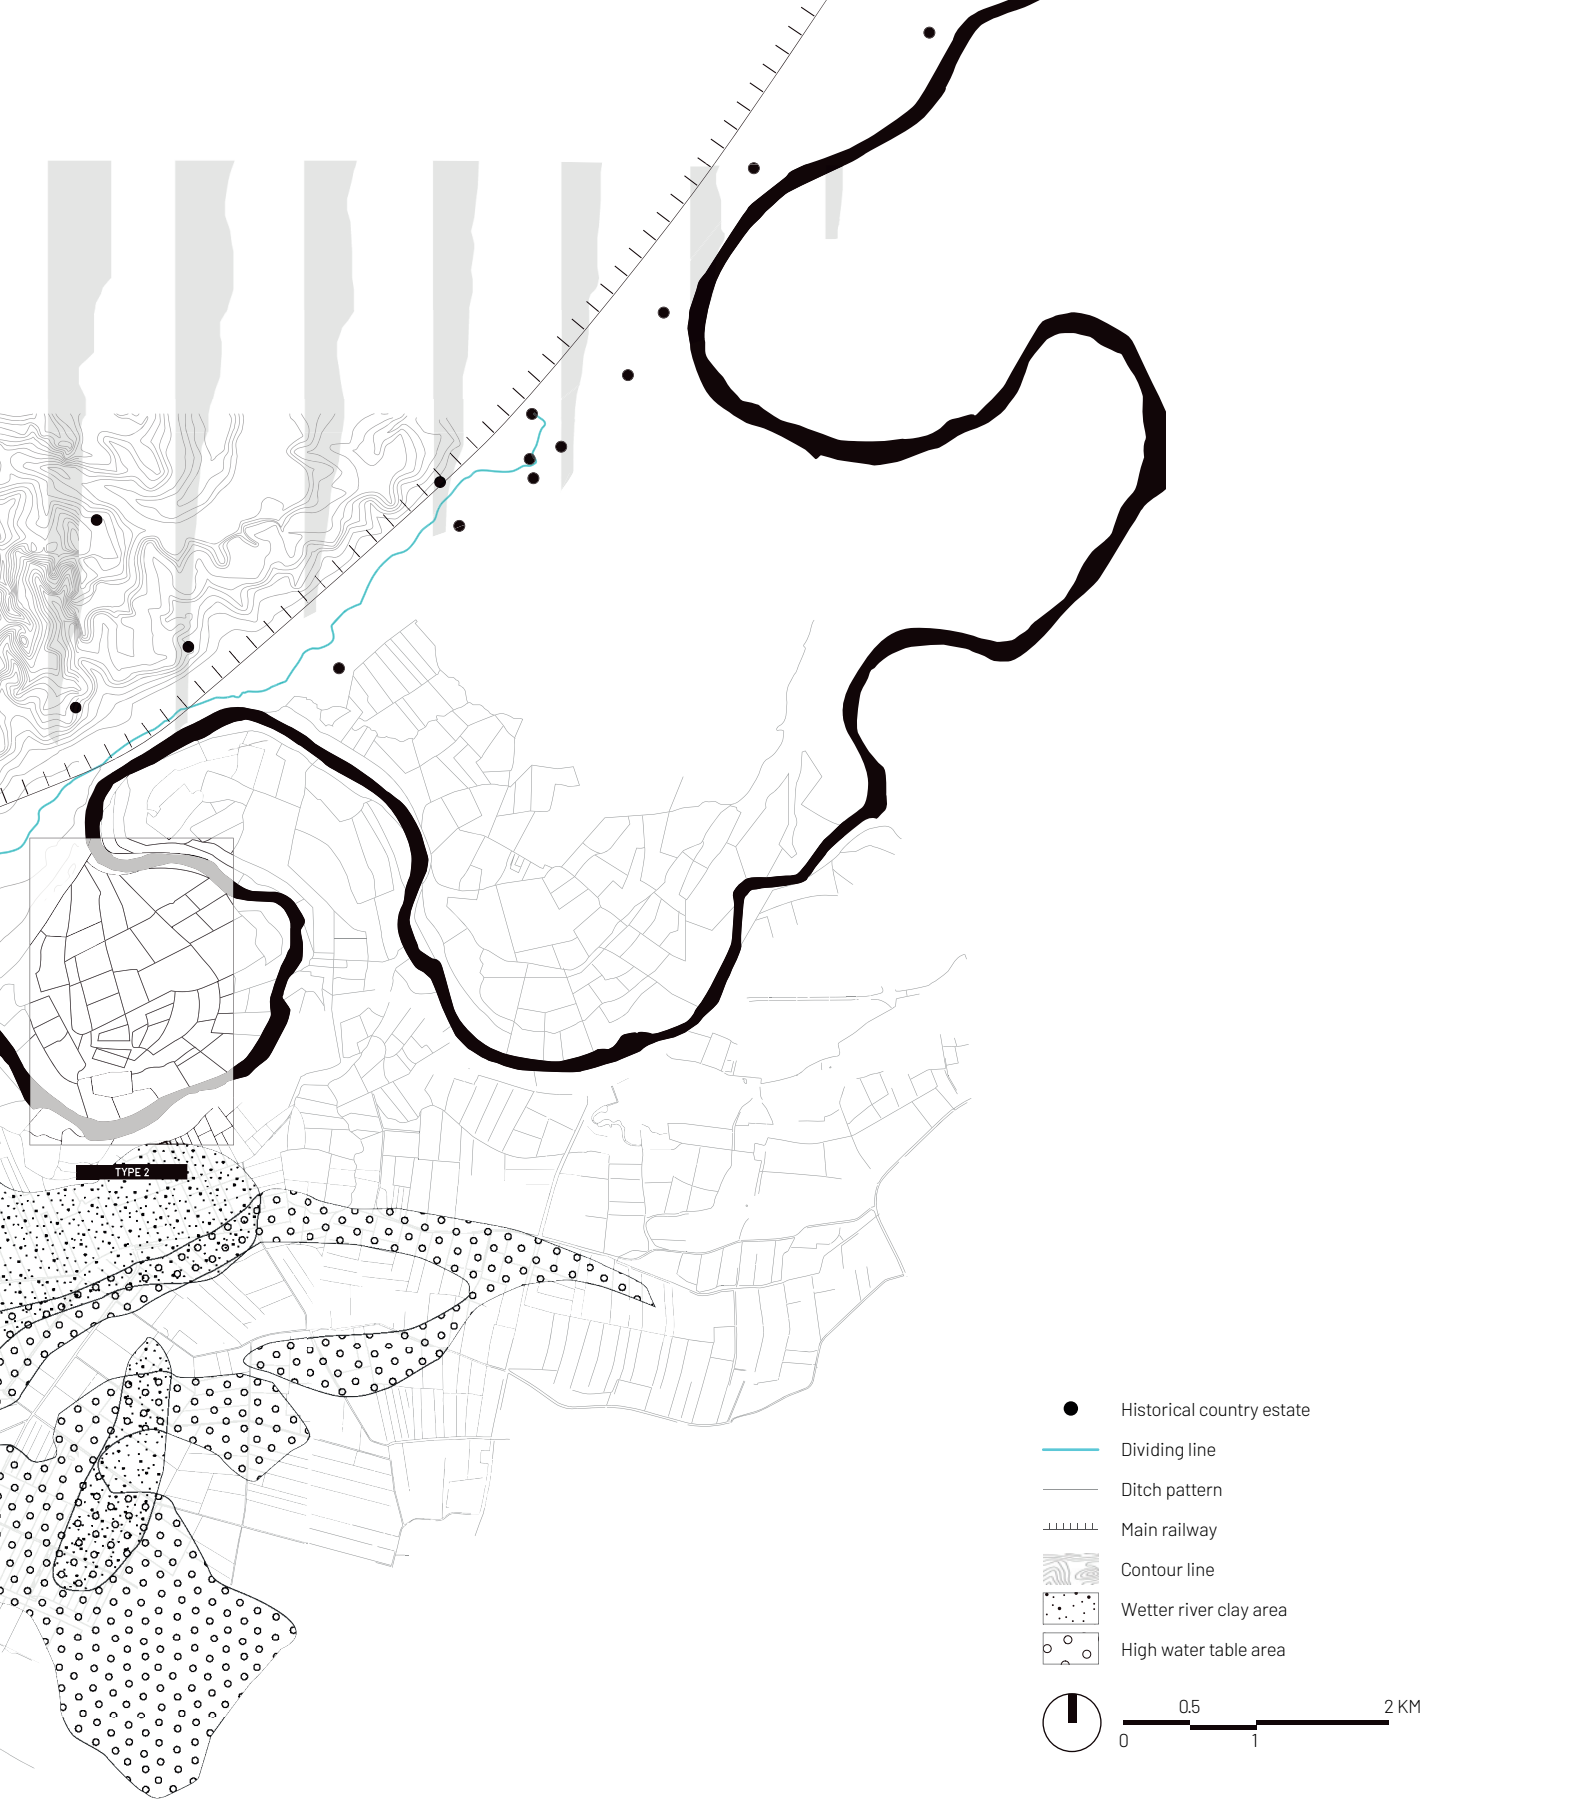 TYPE 2
Historical country estate
Dividing line
Ditch pattern
Main railway
Contour line
Wetter river clay area
High water table area
0.5 2 KM
0 1